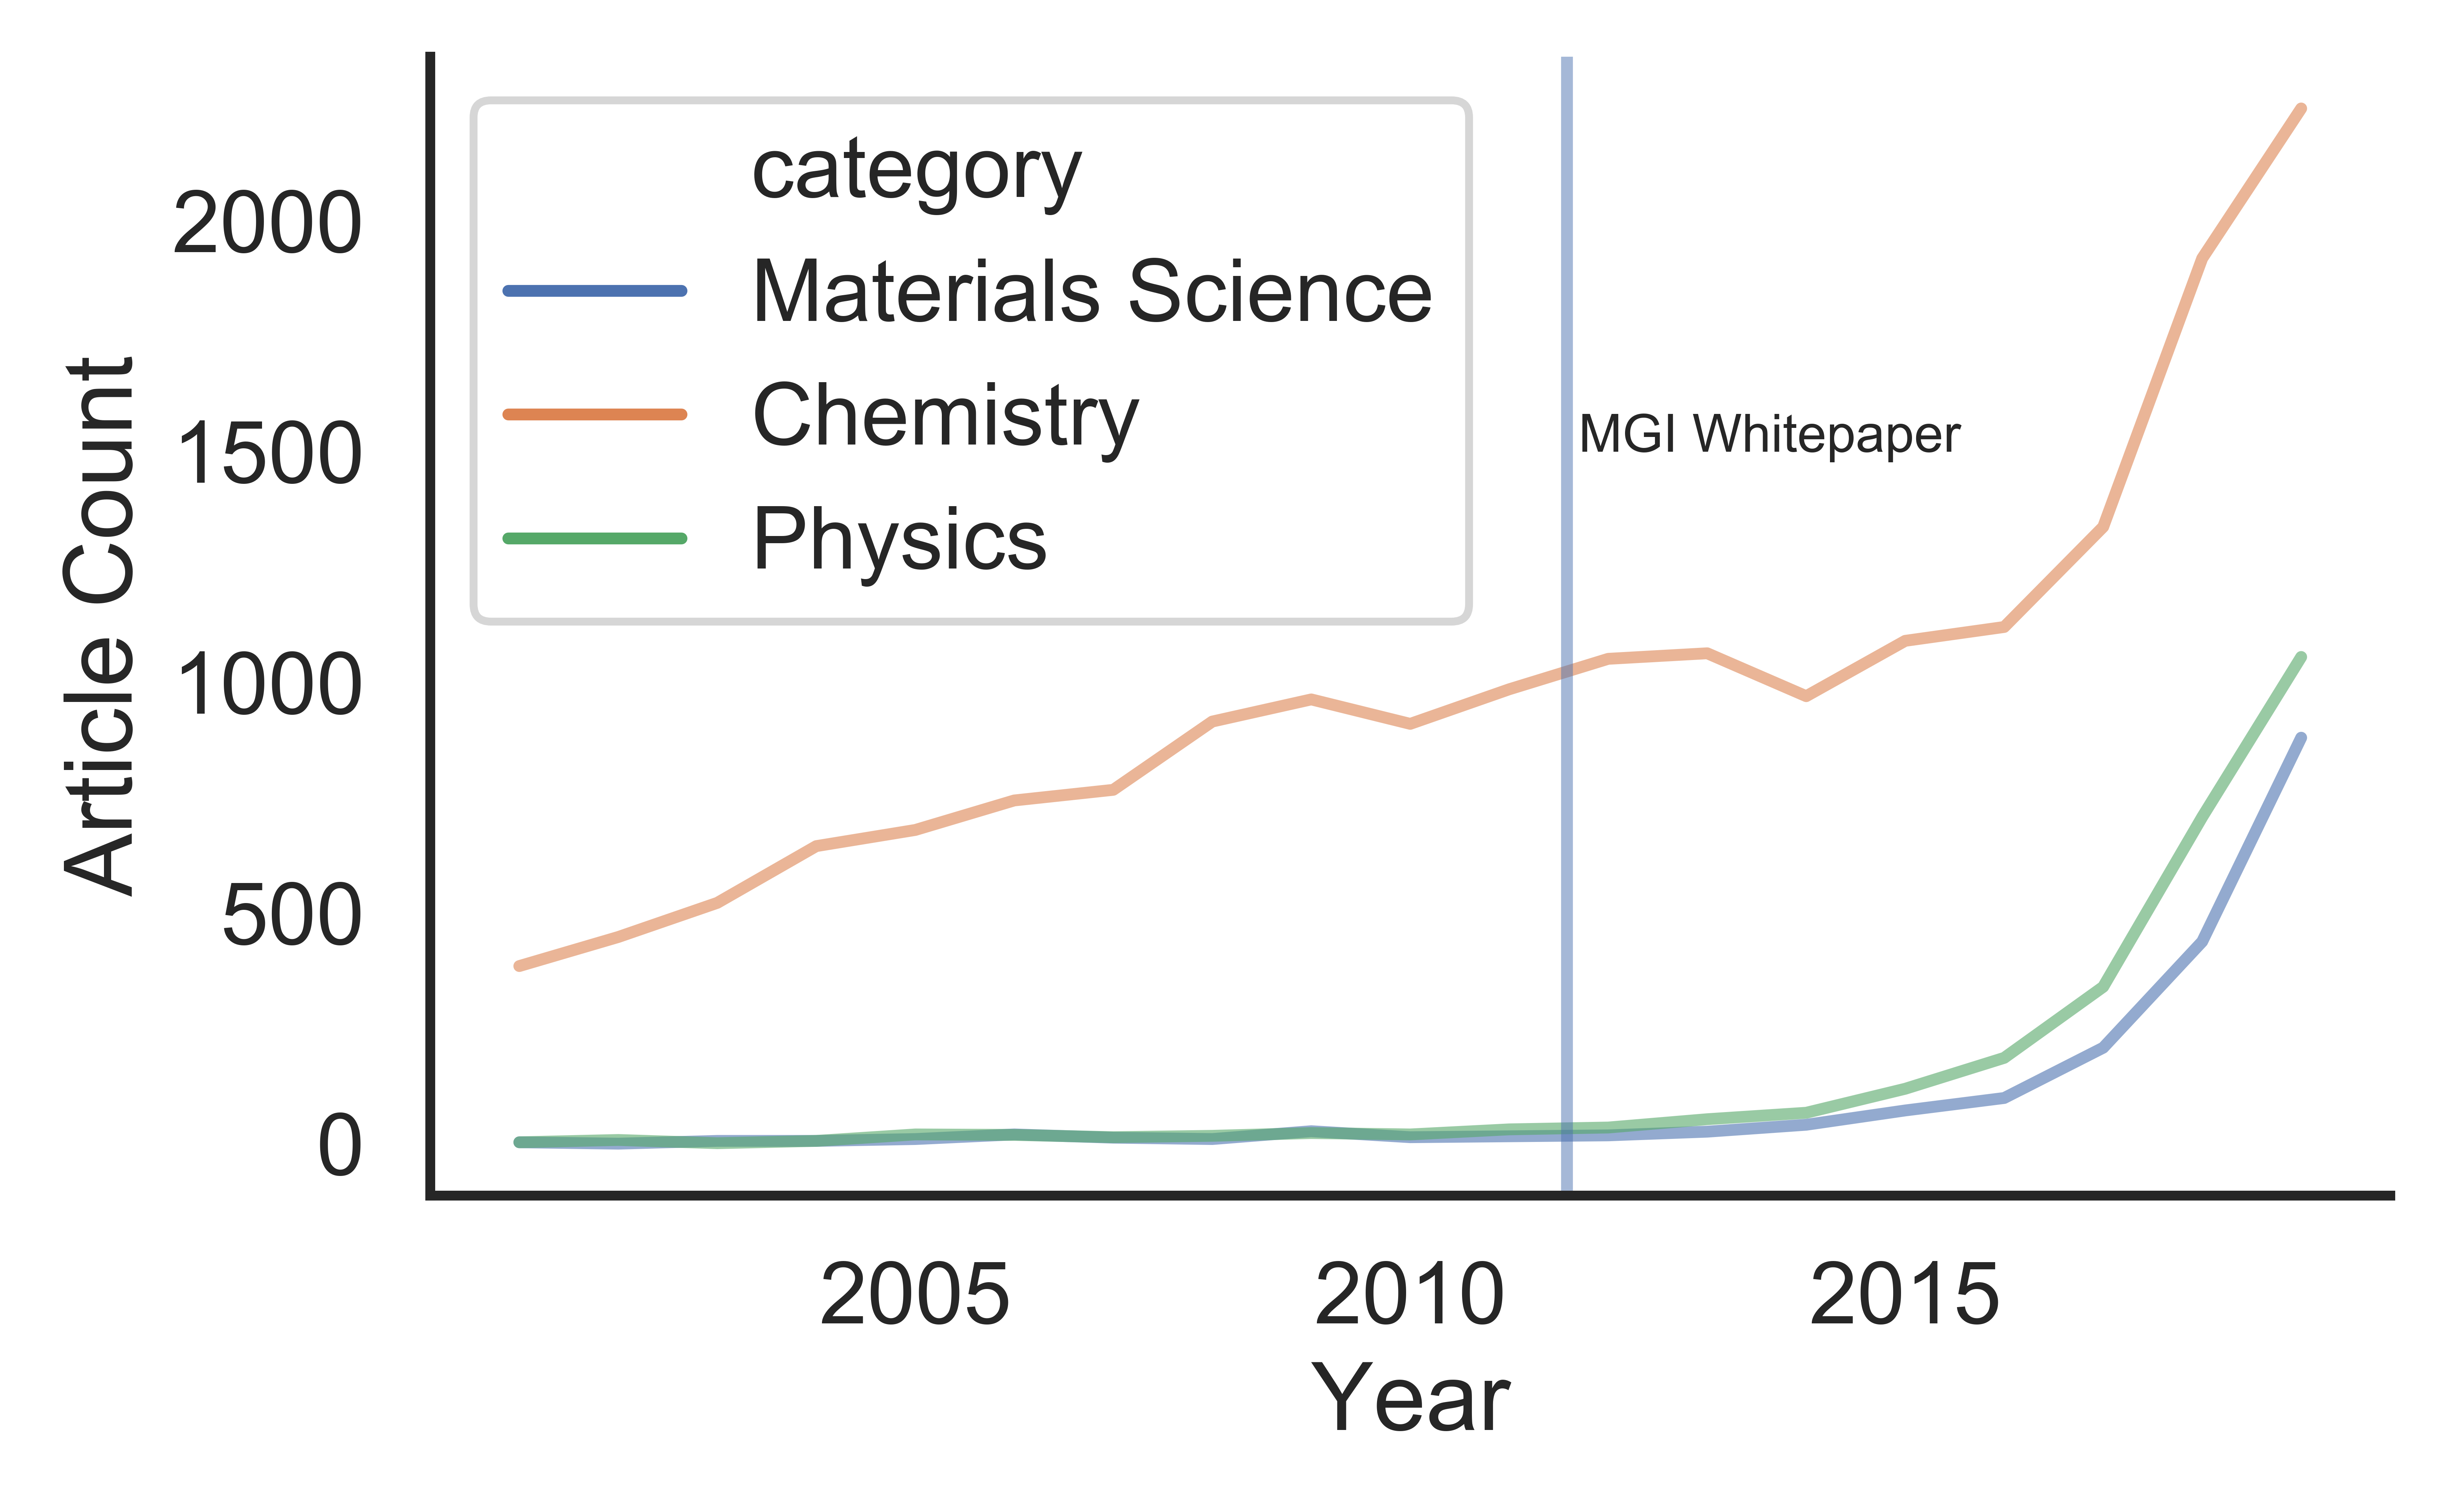 category
Materials Science
Chemistry
Physics
MGI Whitepaper
Article Count
2000
1500
1000
500
0
2005
2010
2015
Year